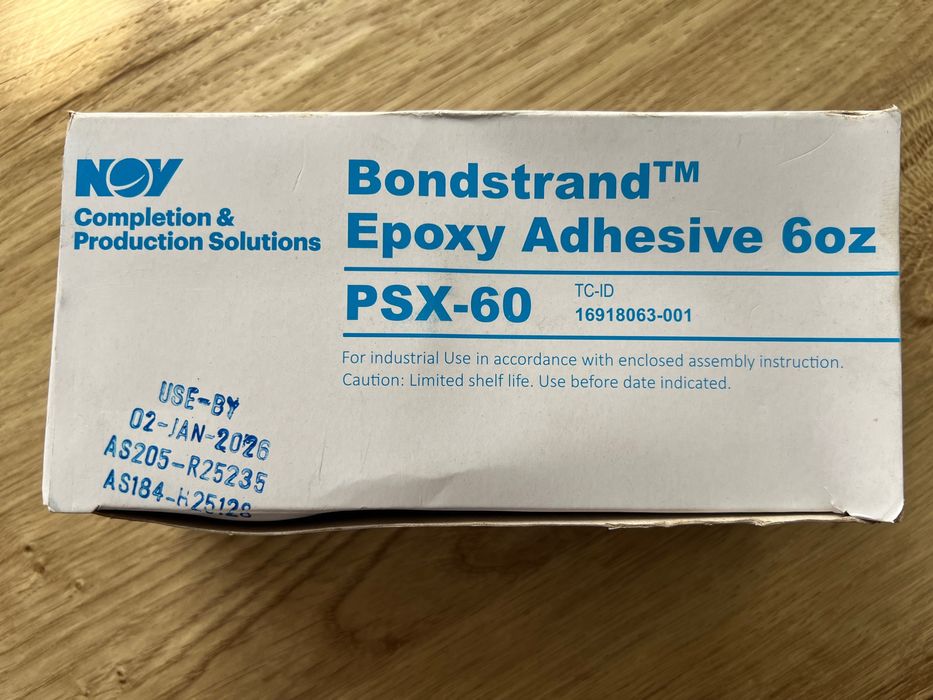 NOV
Completion &
Production Solutions
Bondstrand™
Epoxy Adhesive 6oz
PSX-60
TC-ID
16918063-001
For industrial Use in accordance with enclosed assembly instruction.
Caution: Limited shelf life. Use before date indicated.
USE-BY
02-JAN-2026
AS205-R25235
AS184-H25128